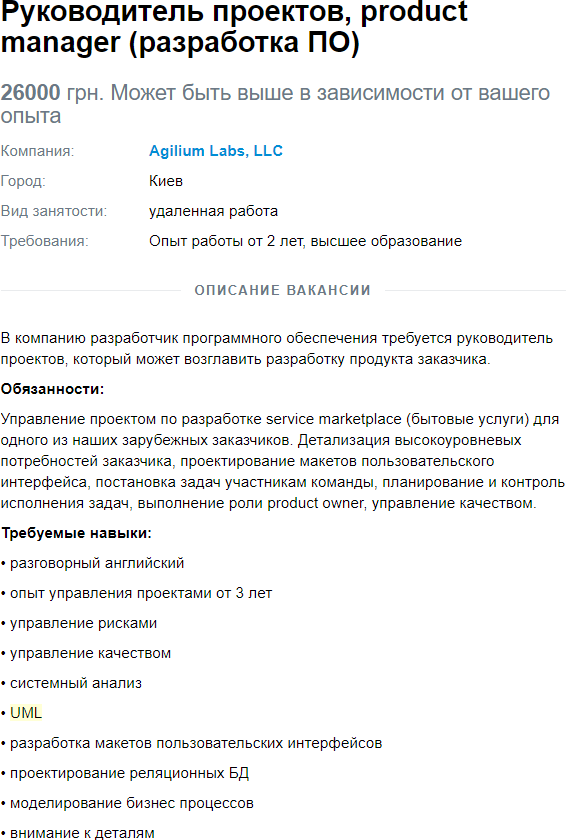 Руководитель проектов, product
manager (разработка ПО)
26000 грн. Может быть выше в зависимости от вашего
опыта
Компания: Agilium Labs, LLC
Город: Киев
Вид занятости: удаленная работа
Требования: Опыт работы от 2 лет, высшее образование
ОПИСАНИЕ ВАКАНСИИ
В компанию разработчик программного обеспечения требуется руководитель
проектов, который может возглавить разработку продукта заказчика.
Обязанности:
Управление проектом по разработке service marketplace (бытовые услуги) для
одного из наших зарубежных заказчиков. Детализация высокоуровневых
потребностей заказчика, проектирование макетов пользовательского
интерфейса, постановка задач участникам команды, планирование и контроль
исполнения задач, выполнение роли product owner, управление качеством.
Требуемые навыки:
• разговорный английский
• опыт управления проектами от 3 лет
• управление рисками
• управление качеством
• системный анализ
• UML
• разработка макетов пользовательских интерфейсов
• проектирование реляционных БД
• моделирование бизнес процессов
• внимание к деталям